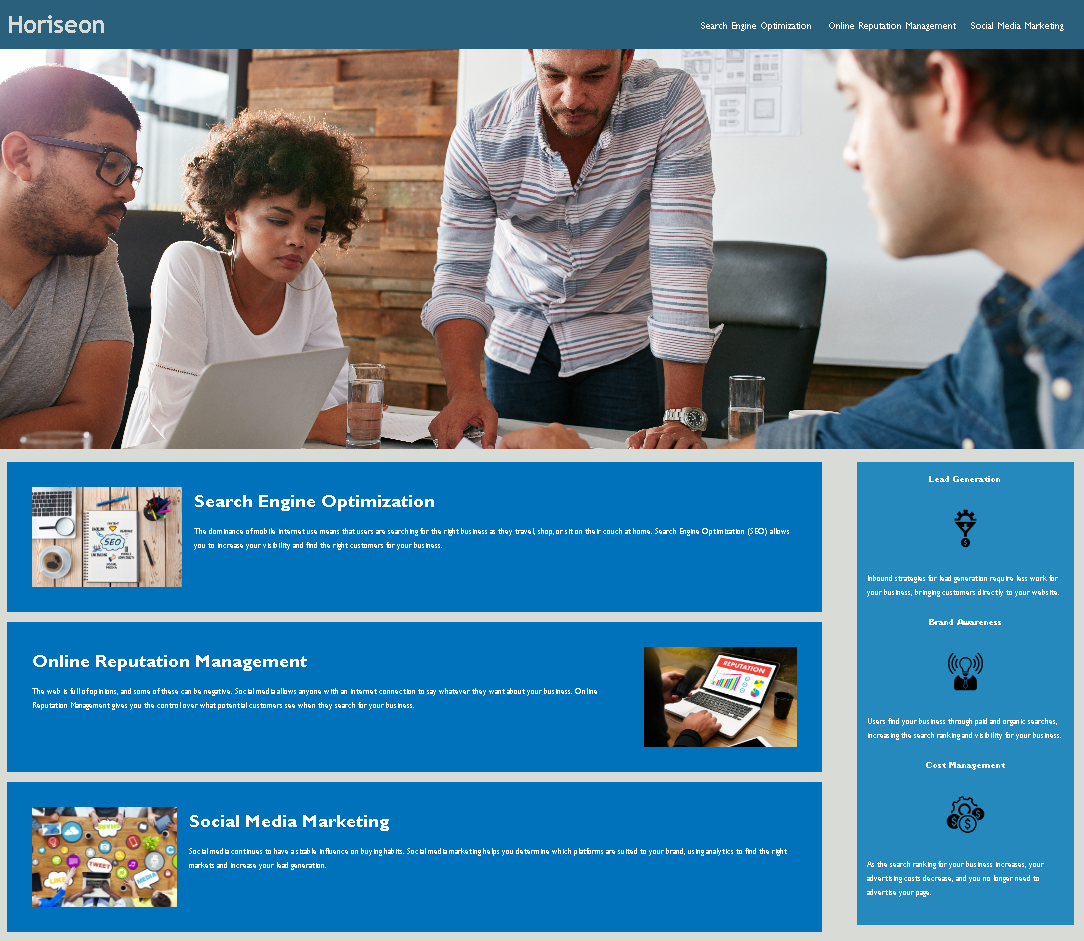 Horiseon
Search Engine Optimization
Online Reputation Management
Social Media Marketing
Search Engine Optimization
The dominance of mobile internet use means that users are searching for the right business as they travel, shop, or sit on their couch at home. Search Engine Optimization (SEO) allows
you to increase your visibility and find the right customers for your business.
SEO
Online Reputation Management
The web is full of opinions, and some of these can be negative. Social media allows anyone with an internet connection to say whatever they want about your business. Online
Reputation Management gives you the control over what potential customers see when they search for your business.
REPUTATION
Social Media Marketing
Social media continues to have a sizable influence on buying habits. Social media marketing helps you determine which platforms are suited to your brand, using analytics to find the right
markets and increase your lead generation.
SHARE
TWEET
LIKE
MEDIA
Lead Generation
Inbound strategies for lead generation require less work for
your business, bringing customers directly to your website.
Brand Awareness
Users find your business through paid and organic searches,
increasing the search ranking and visibility for your business.
Cost Management
As the search ranking for your business increases, your
advertising costs decrease, and you no longer need to
advertise your page.